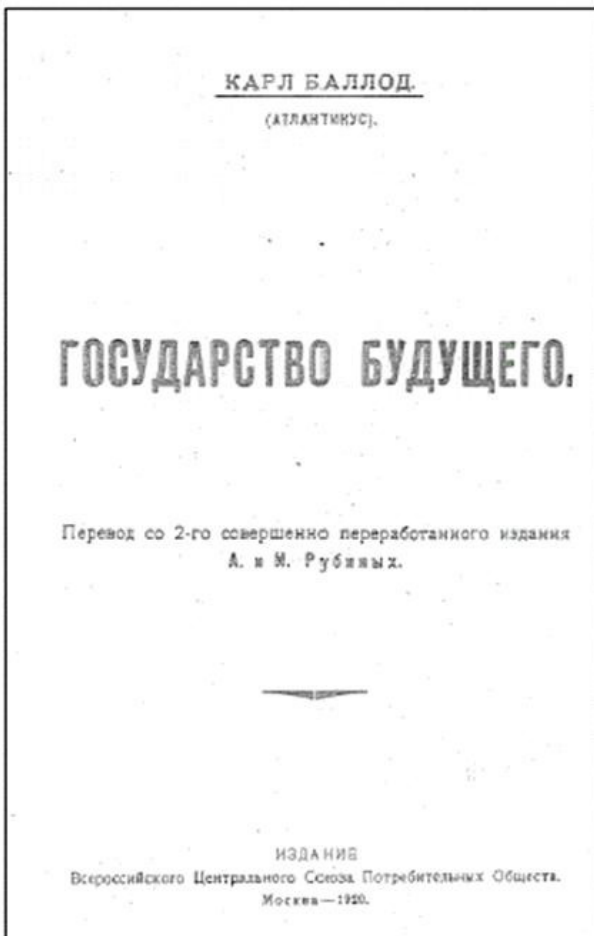 КАРЛ БАЛЛОД.
(АТЛАНТИКУС).
ГОСУДАРСТВО БУДУЩЕГО.
Перевод со 2-го совершенно переработанного издания
А. и М. Рубиных.
ИЗДАНИЕ
Всероссийского Центрального Союза Потребительных Обществ.
Москва—1920.